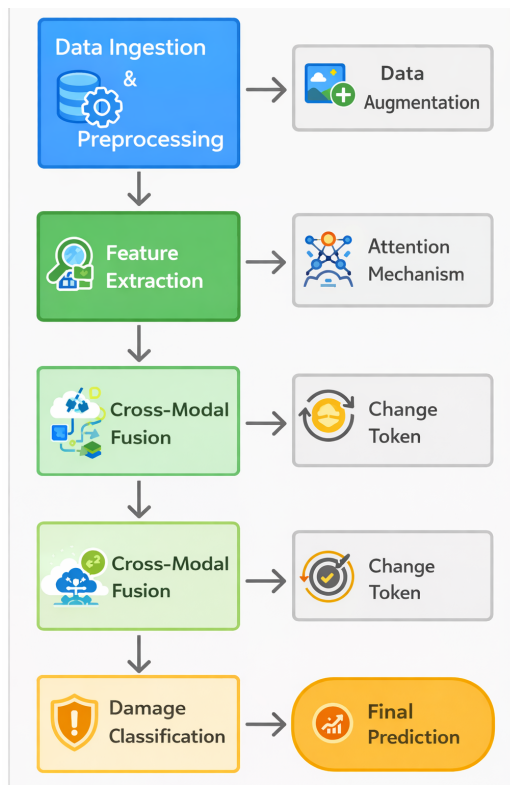 Data Ingestion
&
Preprocessing
Data
Augmentation
Feature
Extraction
Attention
Mechanism
Cross-Modal
Fusion
Change
Token
Cross-Modal
Fusion
Change
Token
Damage
Classification
Final
Prediction